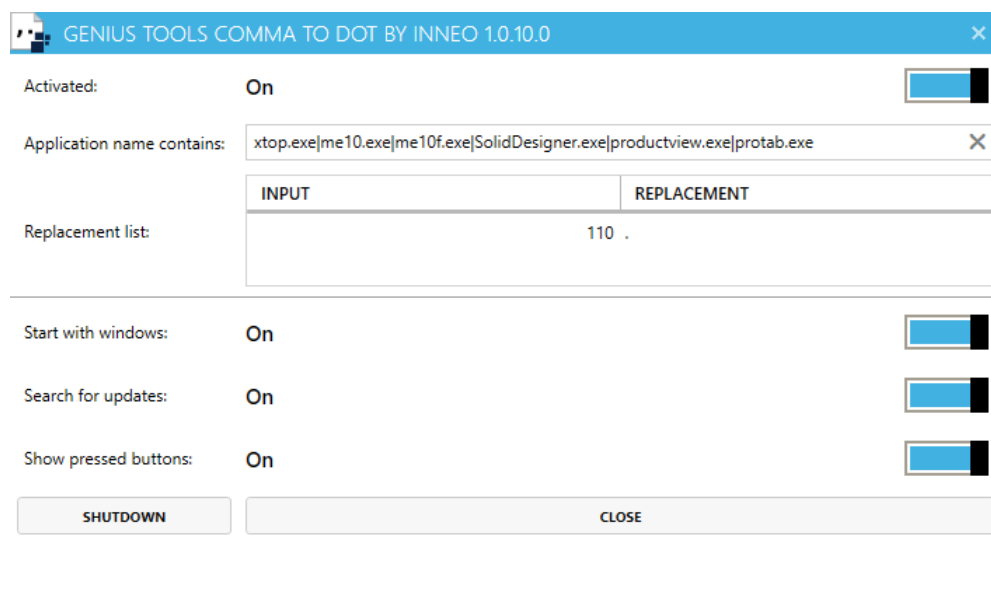 GENIUS TOOLS COMMA TO DOT BY INNEO 1.0.10.0
Activated: On
Application name contains: xtop.exe|me10.exe|me10f.exe|SolidDesigner.exe|productview.exe|protab.exe
INPUT REPLACEMENT
Replacement list: 110 .
Start with windows: On
Search for updates: On
Show pressed buttons: On
SHUTDOWN CLOSE